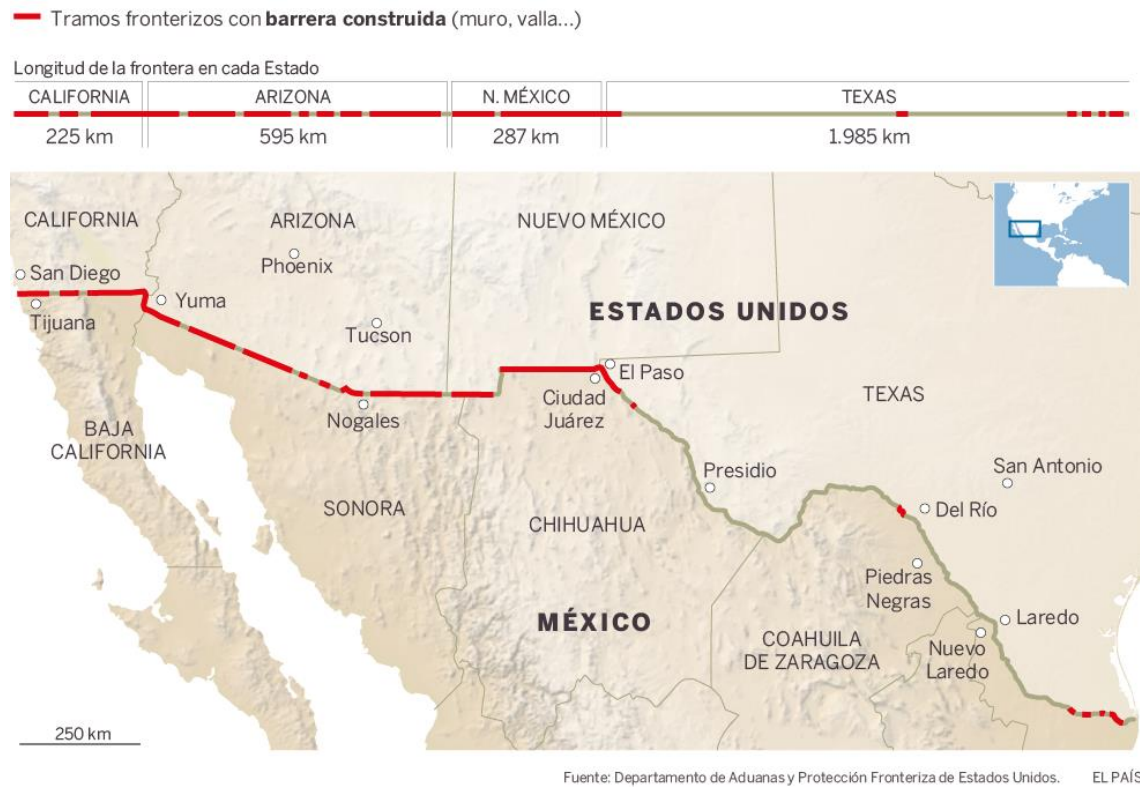 Tramos fronterizos con barrera construida (muro, valla...)
Longitud de la frontera en cada Estado
CALIFORNIA ARIZONA N. MÉXICO TEXAS
225 km 595 km 287 km 1.985 km
CALIFORNIA
ARIZONA
NUEVO MÉXICO
Phoenix
San Diego
Yuma
ESTADOS UNIDOS
Tijuana
Tucson
El Paso
Ciudad
Juárez
TEXAS
Nogales
BAJA
CALIFORNIA
San Antonio
Presidio
SONORA
CHIHUAHUA
Del Río
Piedras
Negras
MÉXICO
Laredo
COAHUILA
DE ZARAGOZA
Nuevo
Laredo
250 km
Fuente: Departamento de Aduanas y Protección Fronteriza de Estados Unidos. EL PAÍS